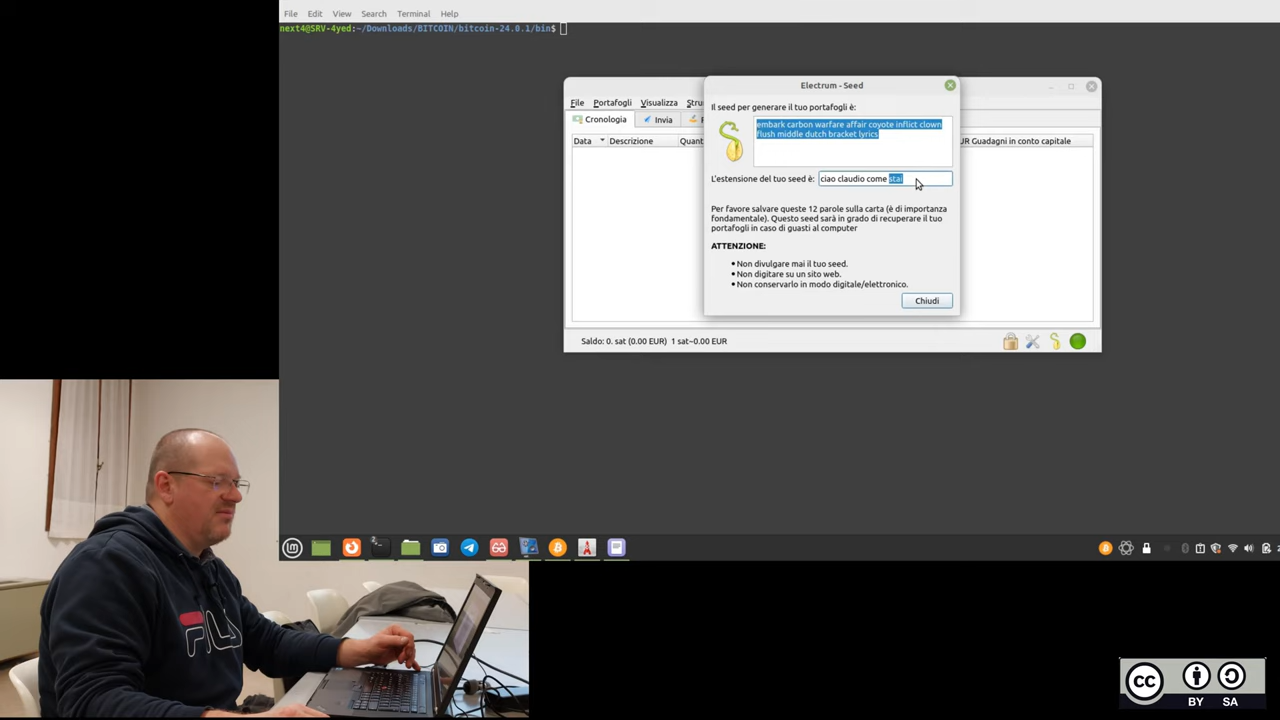 File Edit View Search Terminal Help
next4@SRV-4yed:~/Downloads/BITCOIN/bitcoin-24.0.1/bin$
Electrum - Seed
File Portafogli Visualizza
Il seed per generare il tuo portafogli è:
Cronologia Invia
embark carbon warfare affair coyote inflict clown
flush middle dutch bracket lyrics
Data Descrizione
UR Guadagni in conto capitale
L'estensione del tuo seed è: ciao claudio come stai
Per favore salvare queste 12 parole sulla carta (è di importanza
fondamentale). Questo seed sarà in grado di recuperare il tuo
portafogli in caso di guasti al computer
ATTENZIONE:
Non divulgare mai il tuo seed.
Non digitare su un sito web.
Non conservarlo in modo digitale/elettronico.
Chiudi
Saldo: 0. sat (0.00 EUR) 1 sat~0.00 EUR
FILA
CC BY SA